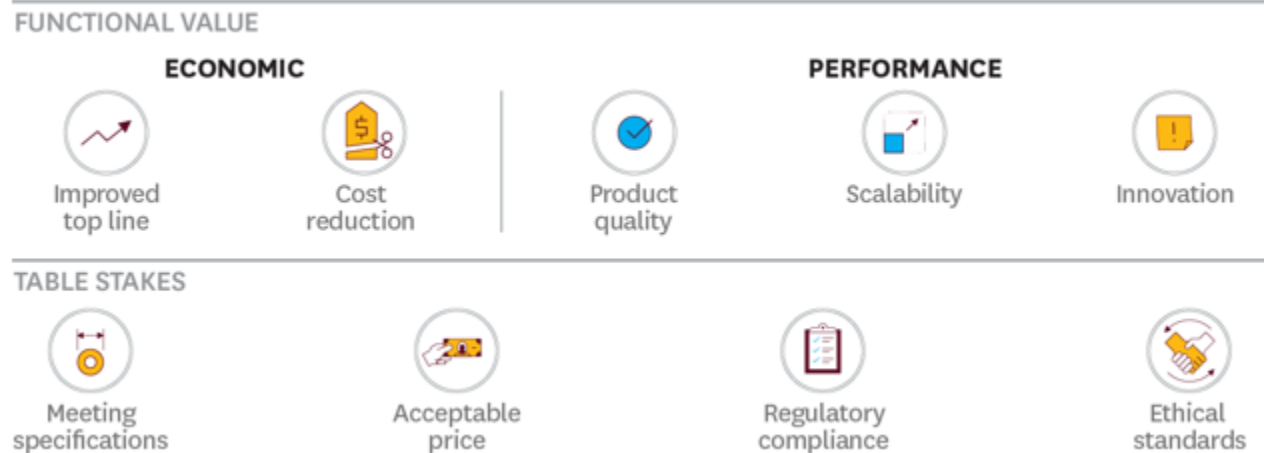 FUNCTIONAL VALUE
ECONOMIC
PERFORMANCE
$
!
Improved
top line
Cost
reduction
Product
quality
Scalability
Innovation
TABLE STAKES
Meeting
specifications
Acceptable
price
Regulatory
compliance
Ethical
standards